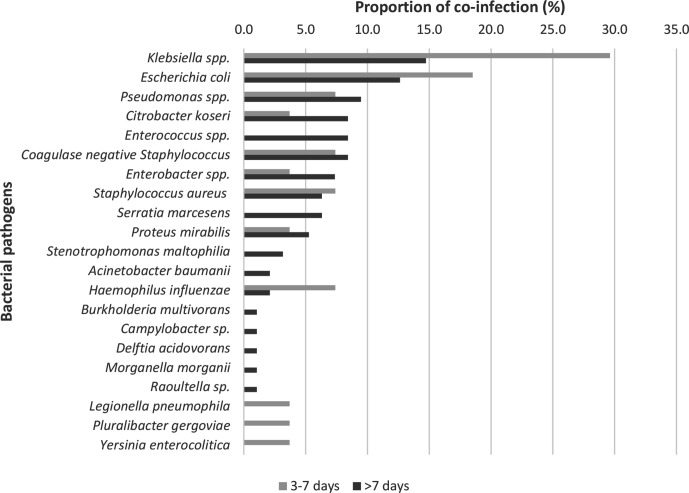 Proportion of co-infection (%)
0.0 5.0 10.0 15.0 20.0 25.0 30.0 35.0
Bacterial pathogens
Klebsiella spp.
Escherichia coli
Pseudomonas spp.
Citrobacter koseri
Enterococcus spp.
Coagulase negative Staphylococcus
Enterobacter spp.
Staphylococcus aureus
Serratia marcesens
Proteus mirabilis
Stenotrophomonas maltophilia
Acinetobacter baumanii
Haemophilus influenzae
Burkholderia multivorans
Campylobacter sp.
Delftia acidovorans
Morganella morganii
Raoultella sp.
Legionella pneumophila
Pluralibacter gergoviae
Yersinia enterocolitica
3-7 days >7 days